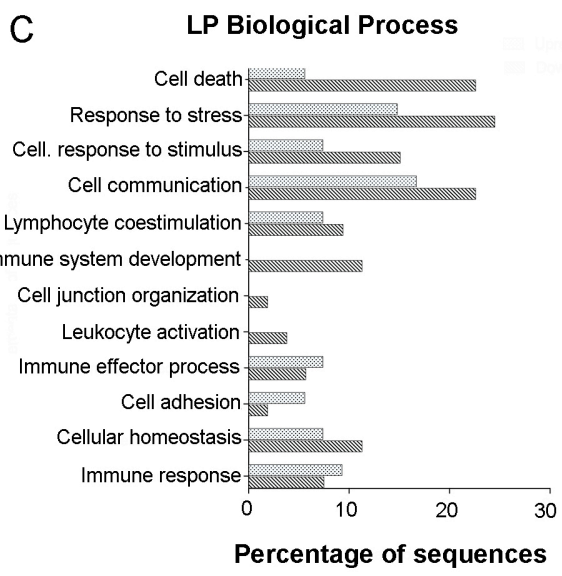 C
LP Biological Process
Cell death
Response to stress
Cell. response to stimulus
Cell communication
Lymphocyte coestimulation
mmune system development
Cell junction organization
Leukocyte activation
Immune effector process
Cell adhesion
Cellular homeostasis
Immune response
0 10 20 30
Percentage of sequences